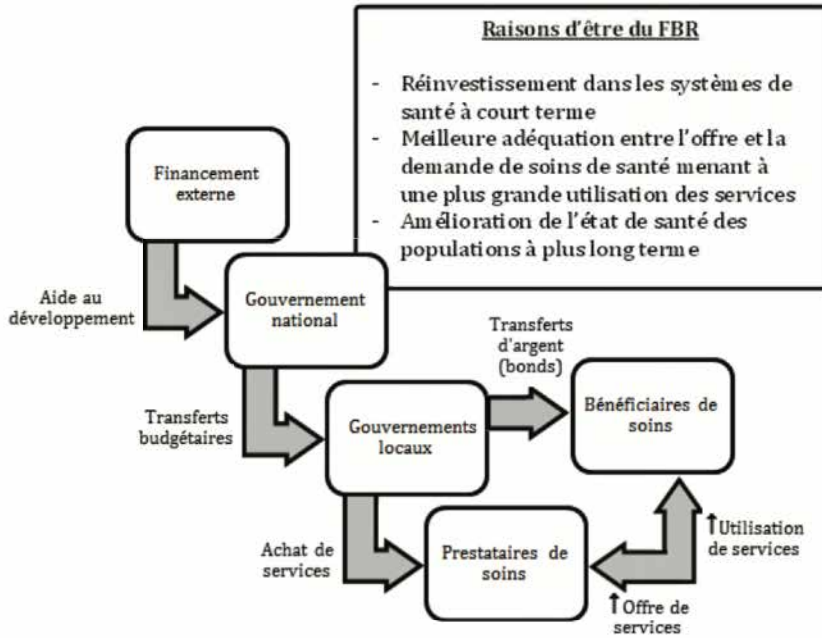 Raisons d'être du FBR
- Réinvestissement dans les systèmes de
santé à court terme
- Meilleure adéquation entre l'offre et la
demande de soins de santé menant à
une plus grande utilisation des services
- Amélioration de l'état de santé des
populations à plus long terme
Financement
externe
Aide au
développement
Gouvernement
national
Transferts
budgétaires
Gouvernements
locaux
Transferts
d'argent
(bonds)
Bénéficiaires de
soins
Achat de
services
Prestataires de
soins
↑Utilisation
de services
↑Offre de
services